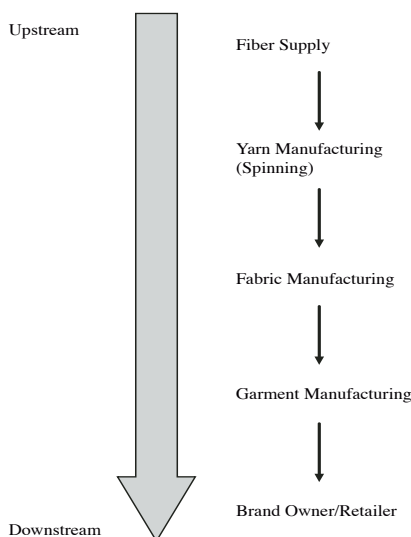 Upstream
Fiber Supply
Yarn Manufacturing
(Spinning)
Fabric Manufacturing
Garment Manufacturing
Brand Owner/Retailer
Downstream